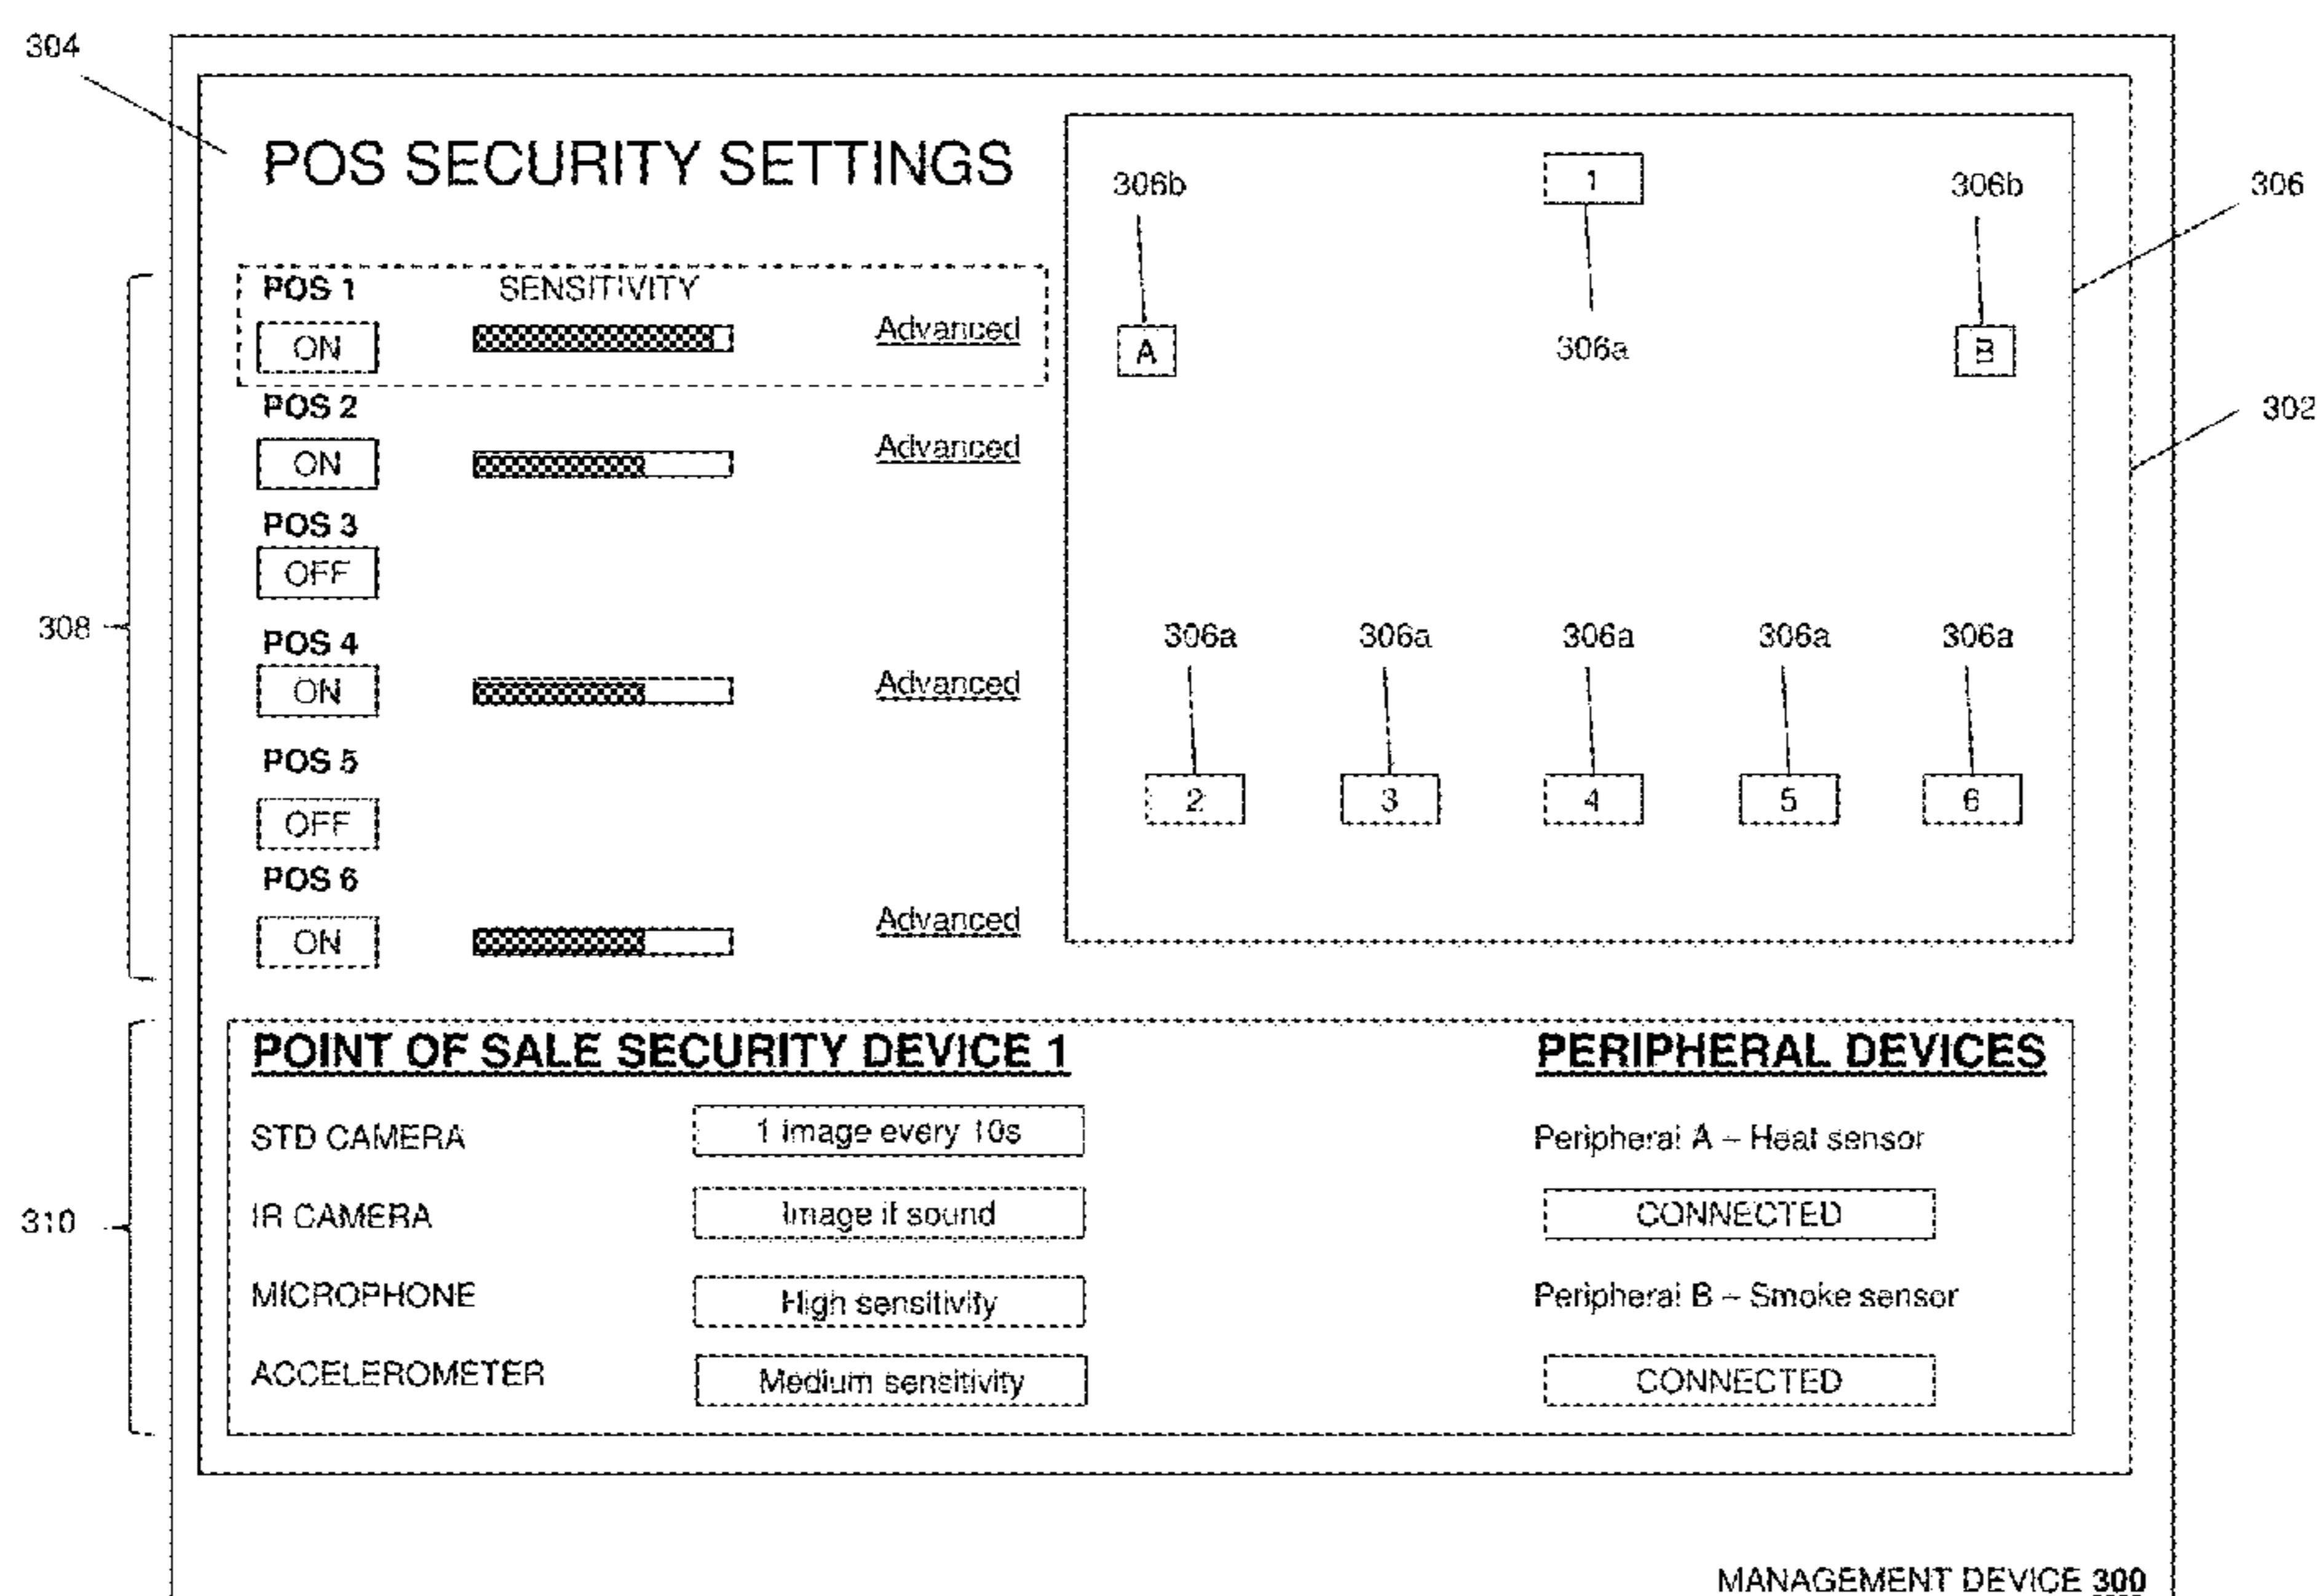 304
POS SECURITY SETTINGS
306b
1
306b
306
POS 1 SENSITIVITY
ON
Advanced
A
306a
B
302
POS 2
ON
Advanced
POS 3
OFF
308
POS 4
ON
Advanced
306a 306a 306a 306a 306a
POS 5
OFF
2 3 4 5 6
POS 6
ON
Advanced
310
POINT OF SALE SECURITY DEVICE 1
STD CAMERA 1 image every 10s
IR CAMERA Image if sound
MICROPHONE High sensitivity
ACCELEROMETER Medium sensitivity
PERIPHERAL DEVICES
Peripheral A – Heat sensor
CONNECTED
Peripheral B – Smoke sensor
CONNECTED
MANAGEMENT DEVICE 300